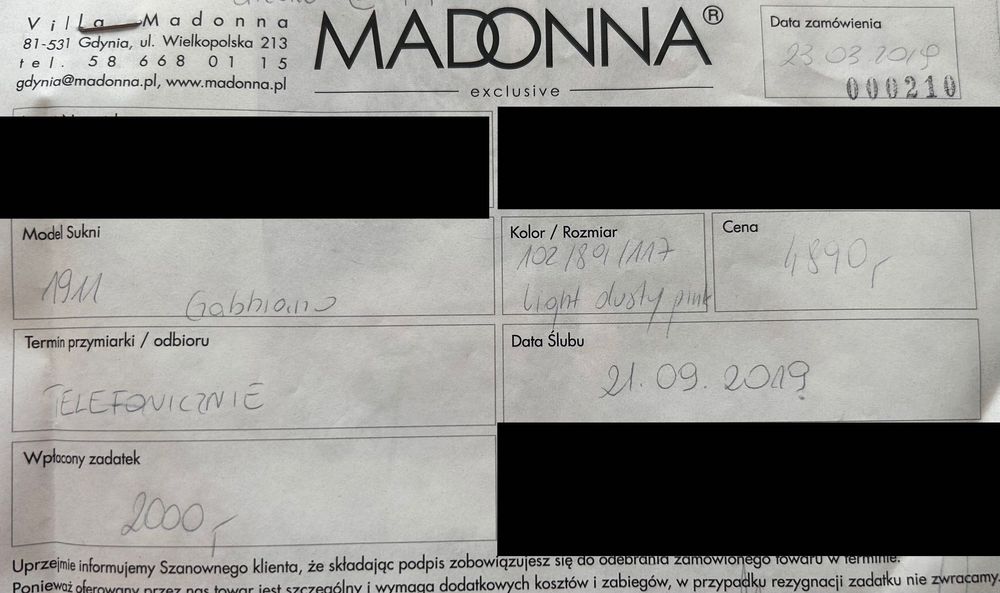 Villa Madonna
81-531 Gdynia, ul. Wielkopolska 213
tel. 58 668 01 15
gdynia@madonna.pl, www.madonna.pl
MADONNA®
exclusive
Data zamówienia
23.03.2019
000210
Model Sukni
1911 Gabbiano
Kolor / Rozmiar
102/89/117
light dusty pink
Cena
4890,-
Termin przymiarki / odbioru
TELEFONICZNIE
Data Ślubu
21.09.2019
Wpłacony zadatek
2000,-
Uprzejmie informujemy Szanownego klienta, że składając podpis zobowiązujesz się do odebrania zamówionego towaru w terminie.
Ponieważ oferowany przez nas towar jest szczególny i wymaga dodatkowych kosztów i zabiegów, w przypadku rezygnacji zadatku nie zwracamy.